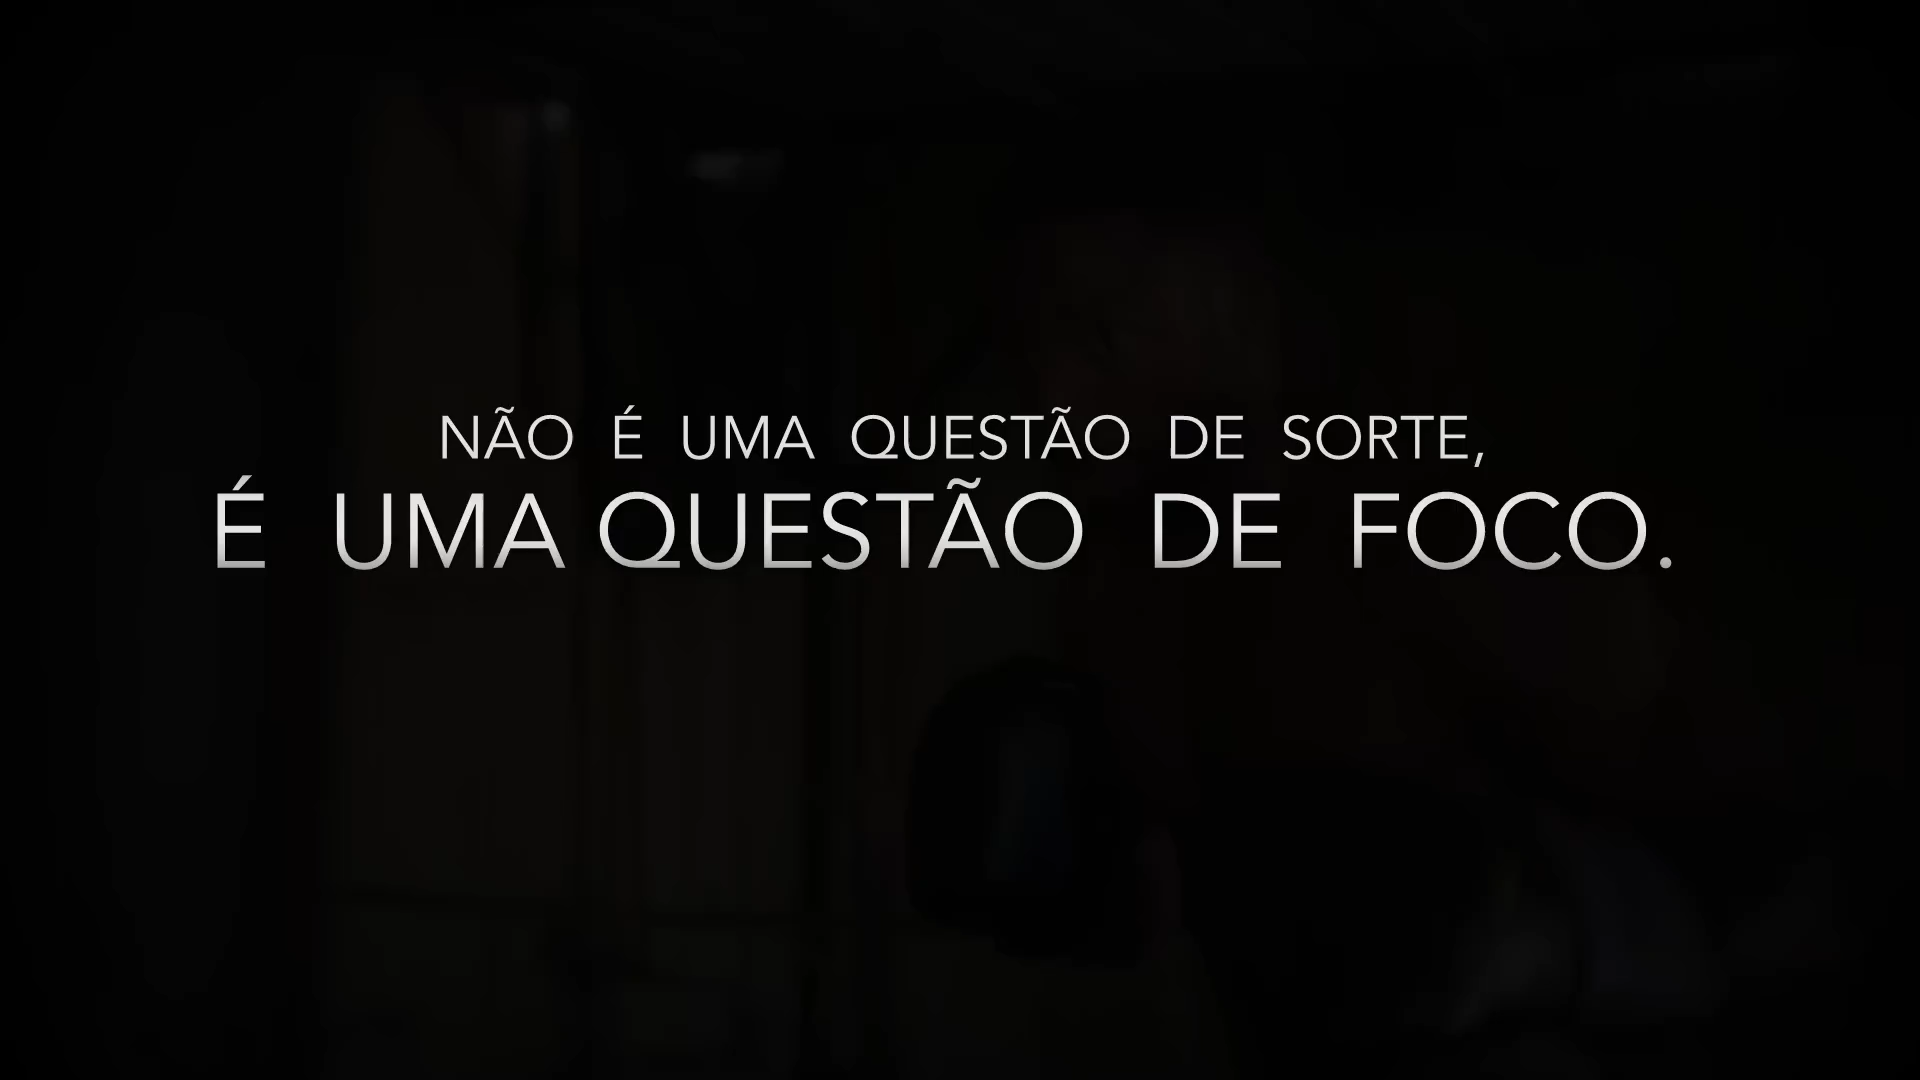 NÃO É UMA QUESTÃO DE SORTE,
É UMA QUESTÃO DE FOCO.